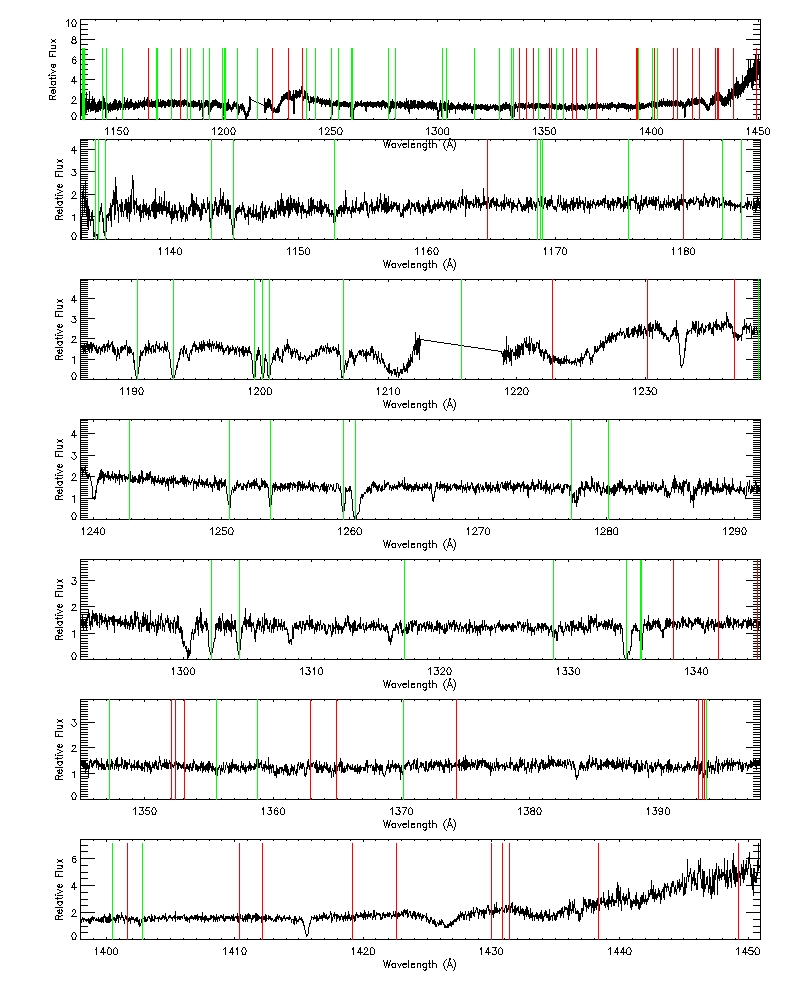 10
8
6
4
2
0
Relative Flux
1150 1200 1250 1300 1350 1400 1450
Wavelength (Å)
4
3
2
1
0
Relative Flux
1140 1150 1160 1170 1180
Wavelength (Å)
4
3
2
1
0
Relative Flux
1190 1200 1210 1220 1230
Wavelength (Å)
4
3
2
1
0
Relative Flux
1240 1250 1260 1270 1280 1290
Wavelength (Å)
3
2
1
0
Relative Flux
1300 1310 1320 1330 1340
Wavelength (Å)
3
2
1
0
Relative Flux
1350 1360 1370 1380 1390
Wavelength (Å)
6
4
2
0
Relative Flux
1400 1410 1420 1430 1440 1450
Wavelength (Å)